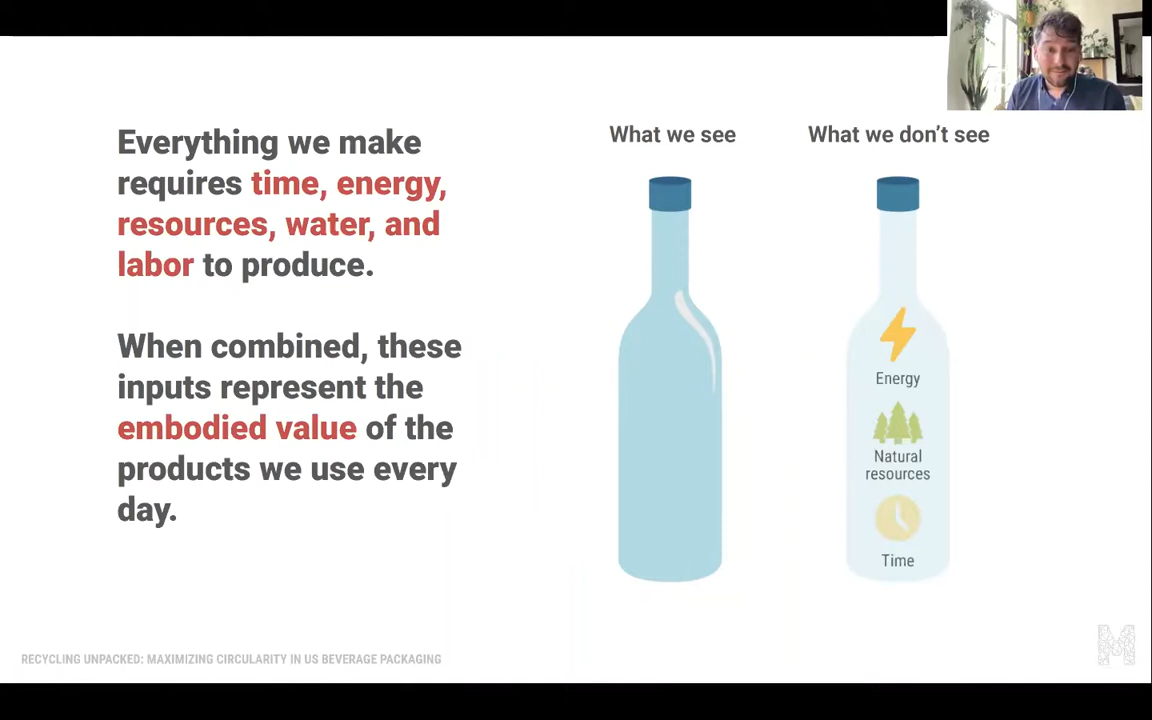 Everything we make
requires time, energy,
resources, water, and
labor to produce.
When combined, these
inputs represent the
embodied value of the
products we use every
day.
What we see
What we don’t see
Energy
Natural
resources
Time
RECYCLING UNPACKED: MAXIMIZING CIRCULARITY IN US BEVERAGE PACKAGING
M